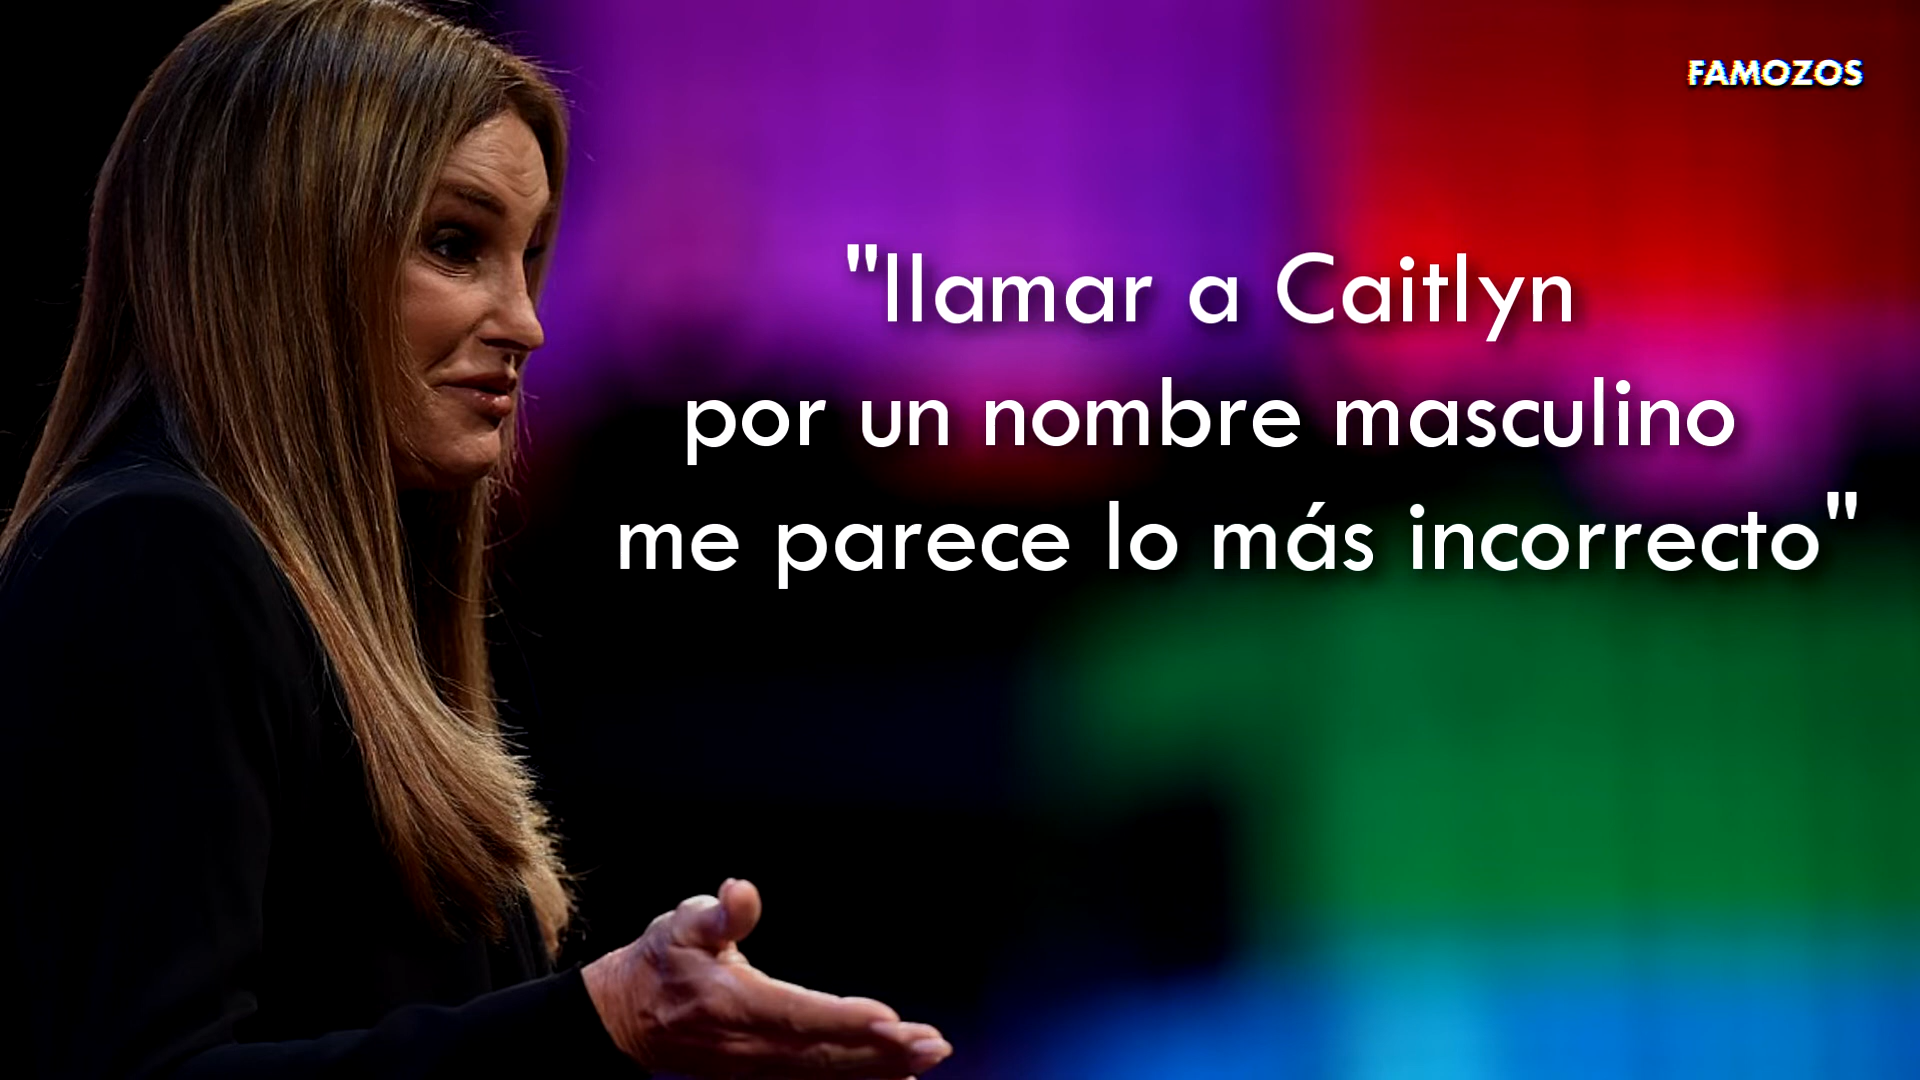 FAMOZOS
"llamar a Caitlyn
por un nombre masculino
me parece lo más incorrecto"